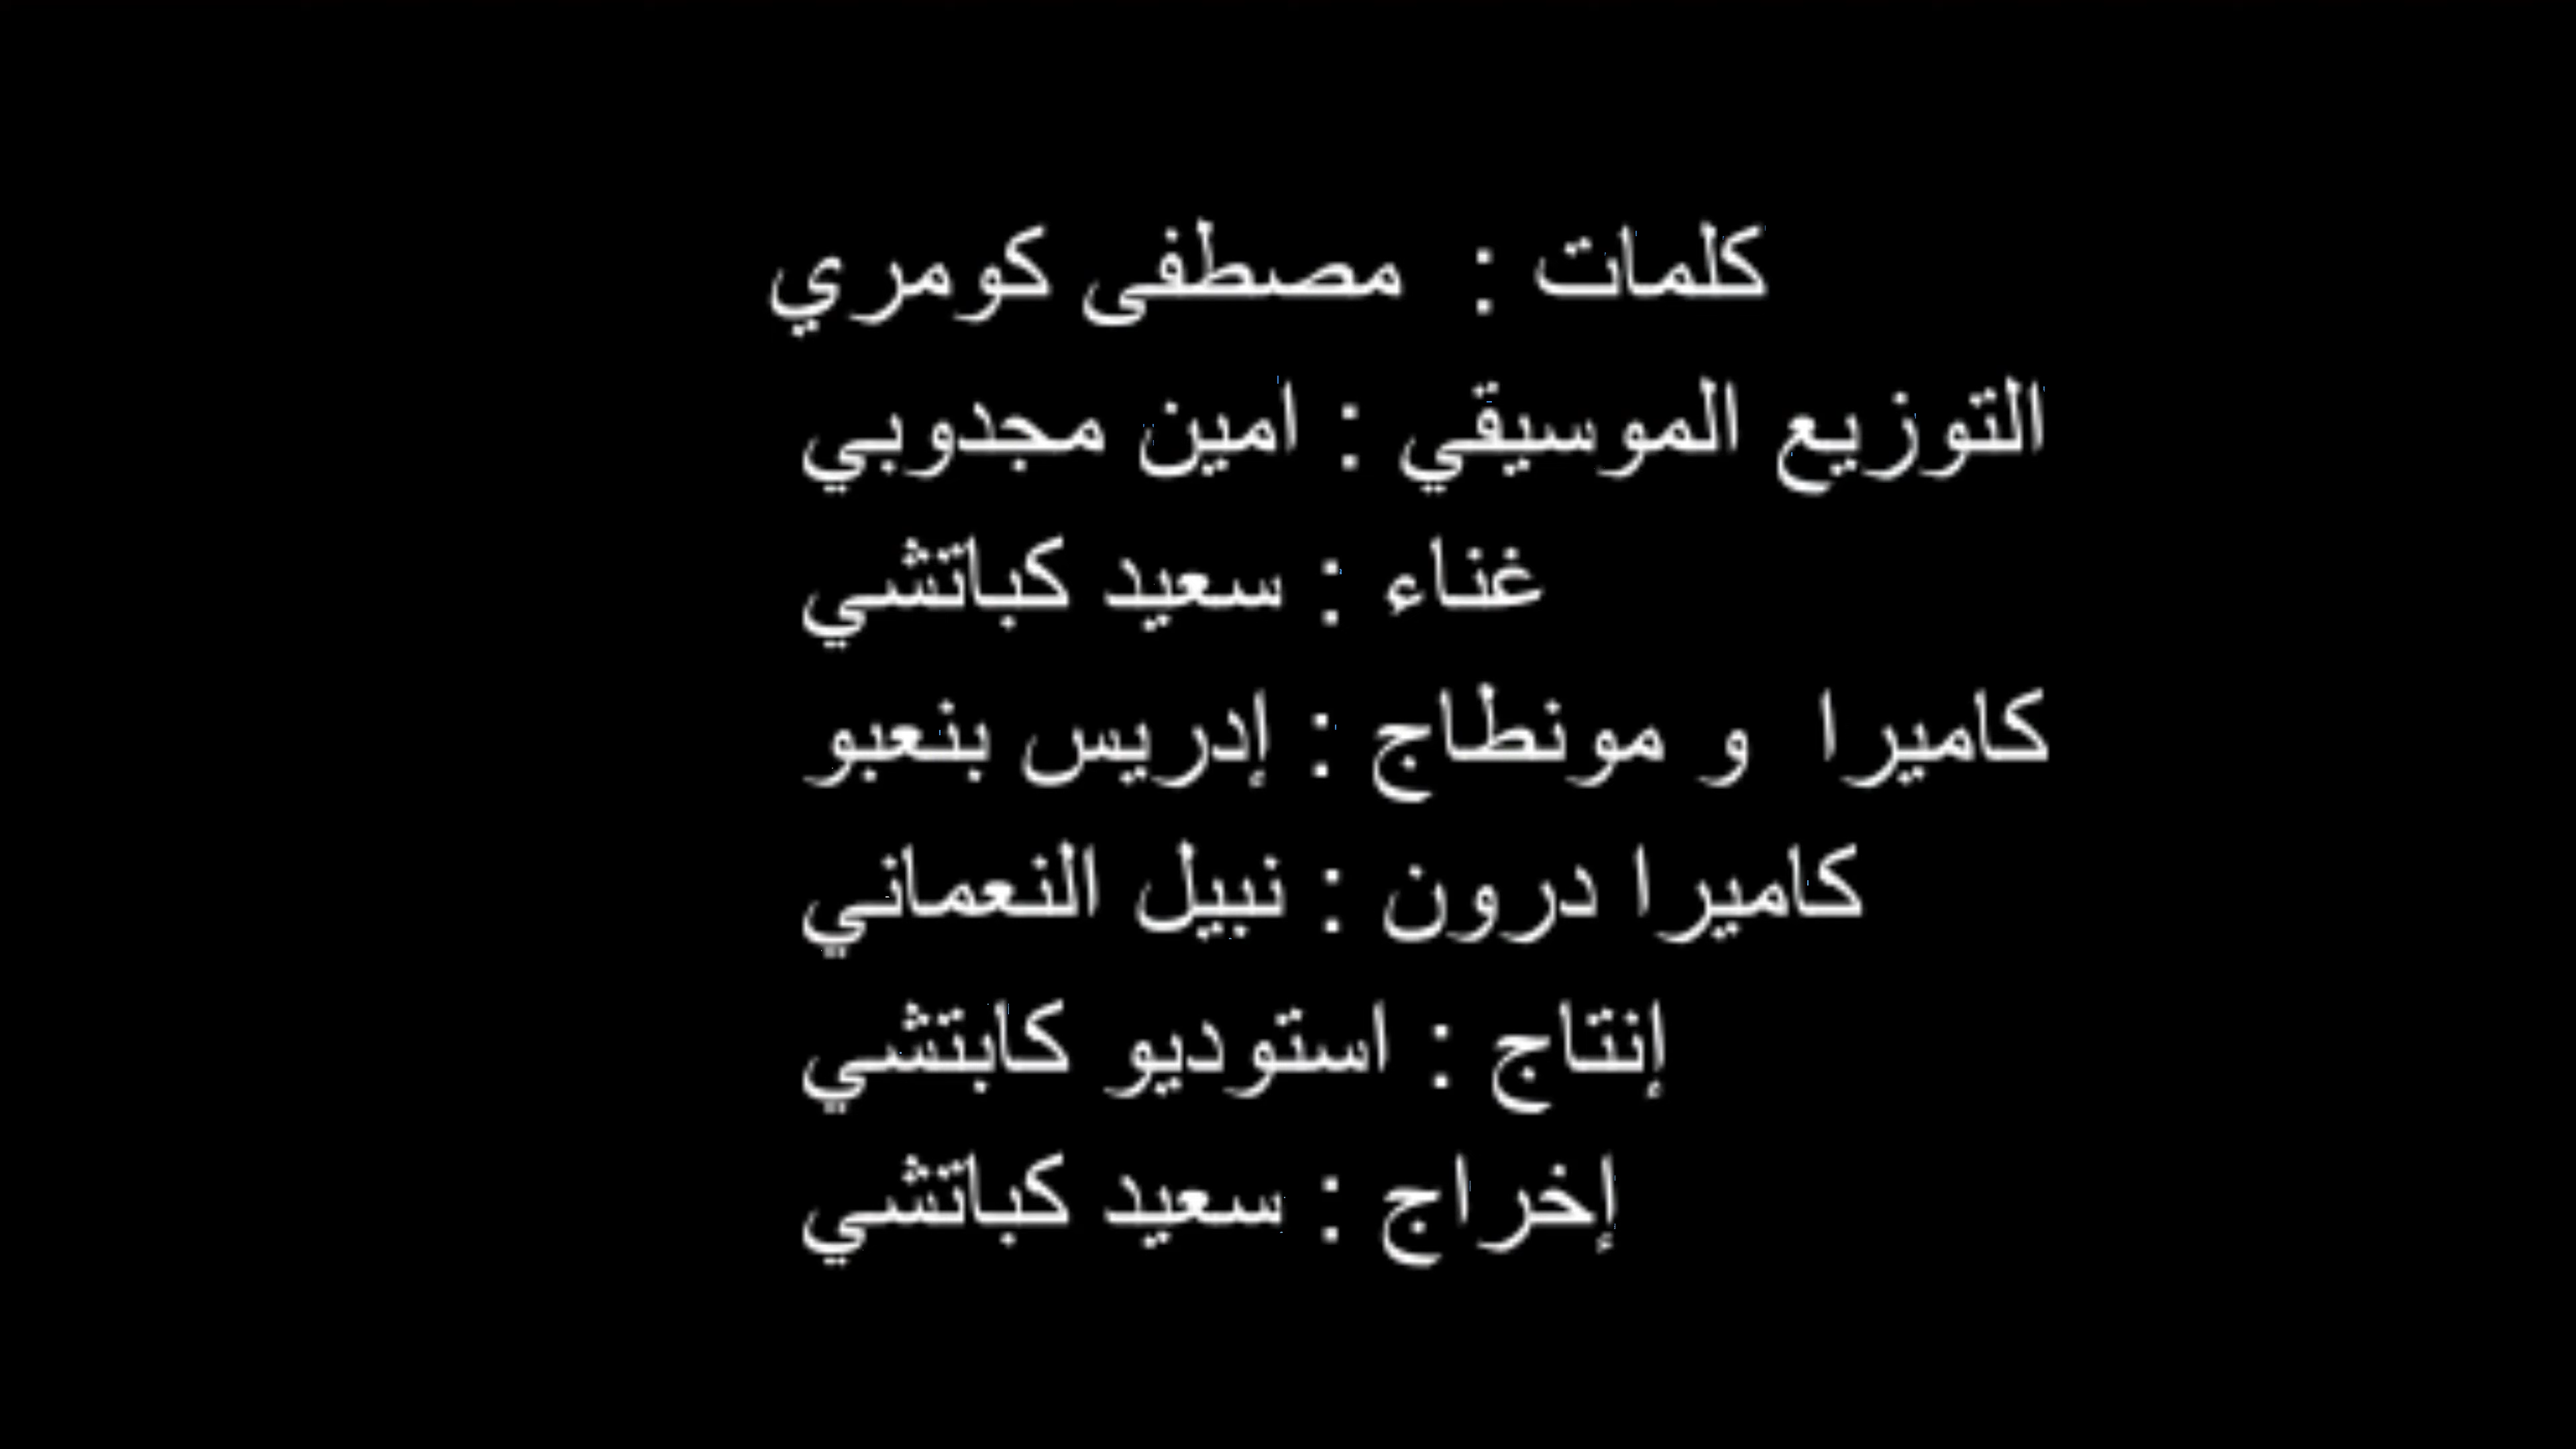 كلمات : مصطفى كومري
التوزيع الموسيقي : امين مجدوبي
غناء : سعيد كباتشي
كاميرا و مونطاج : إدريس بنعبو
كاميرا درون : نبيل النعماني
إنتاج : استوديو كابتشي
إخراج : سعيد كباتشي